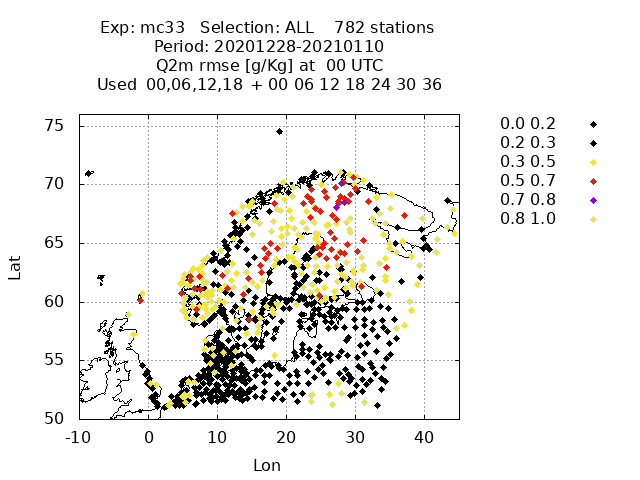 Exp: mc33 Selection: ALL 782 stations
Period: 20201228-20210110
Q2m rmse [g/Kg] at 00 UTC
Used 00,06,12,18 + 00 06 12 18 24 30 36
0.0 0.2
0.2 0.3
0.3 0.5
0.5 0.7
0.7 0.8
0.8 1.0
75
70
65
60
55
50
Lat
-10 0 10 20 30 40
Lon